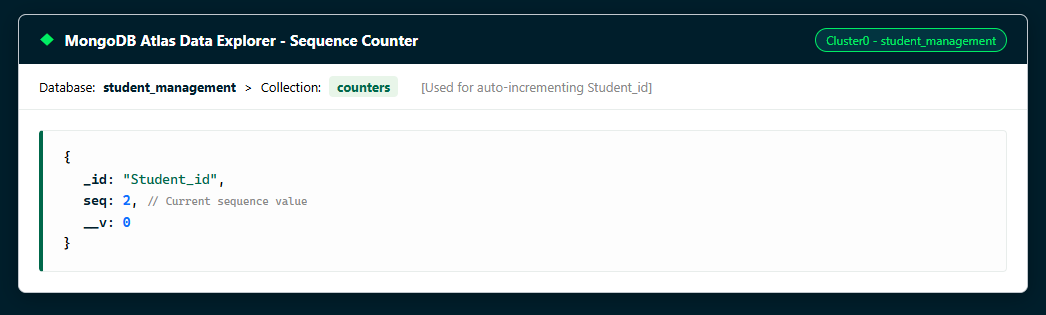 MongoDB Atlas Data Explorer - Sequence Counter
Cluster0 - student_management
Database: student_management > Collection: counters [Used for auto-incrementing Student_id]
{
_id: "Student_id",
seq: 2, // Current sequence value
__v: 0
}